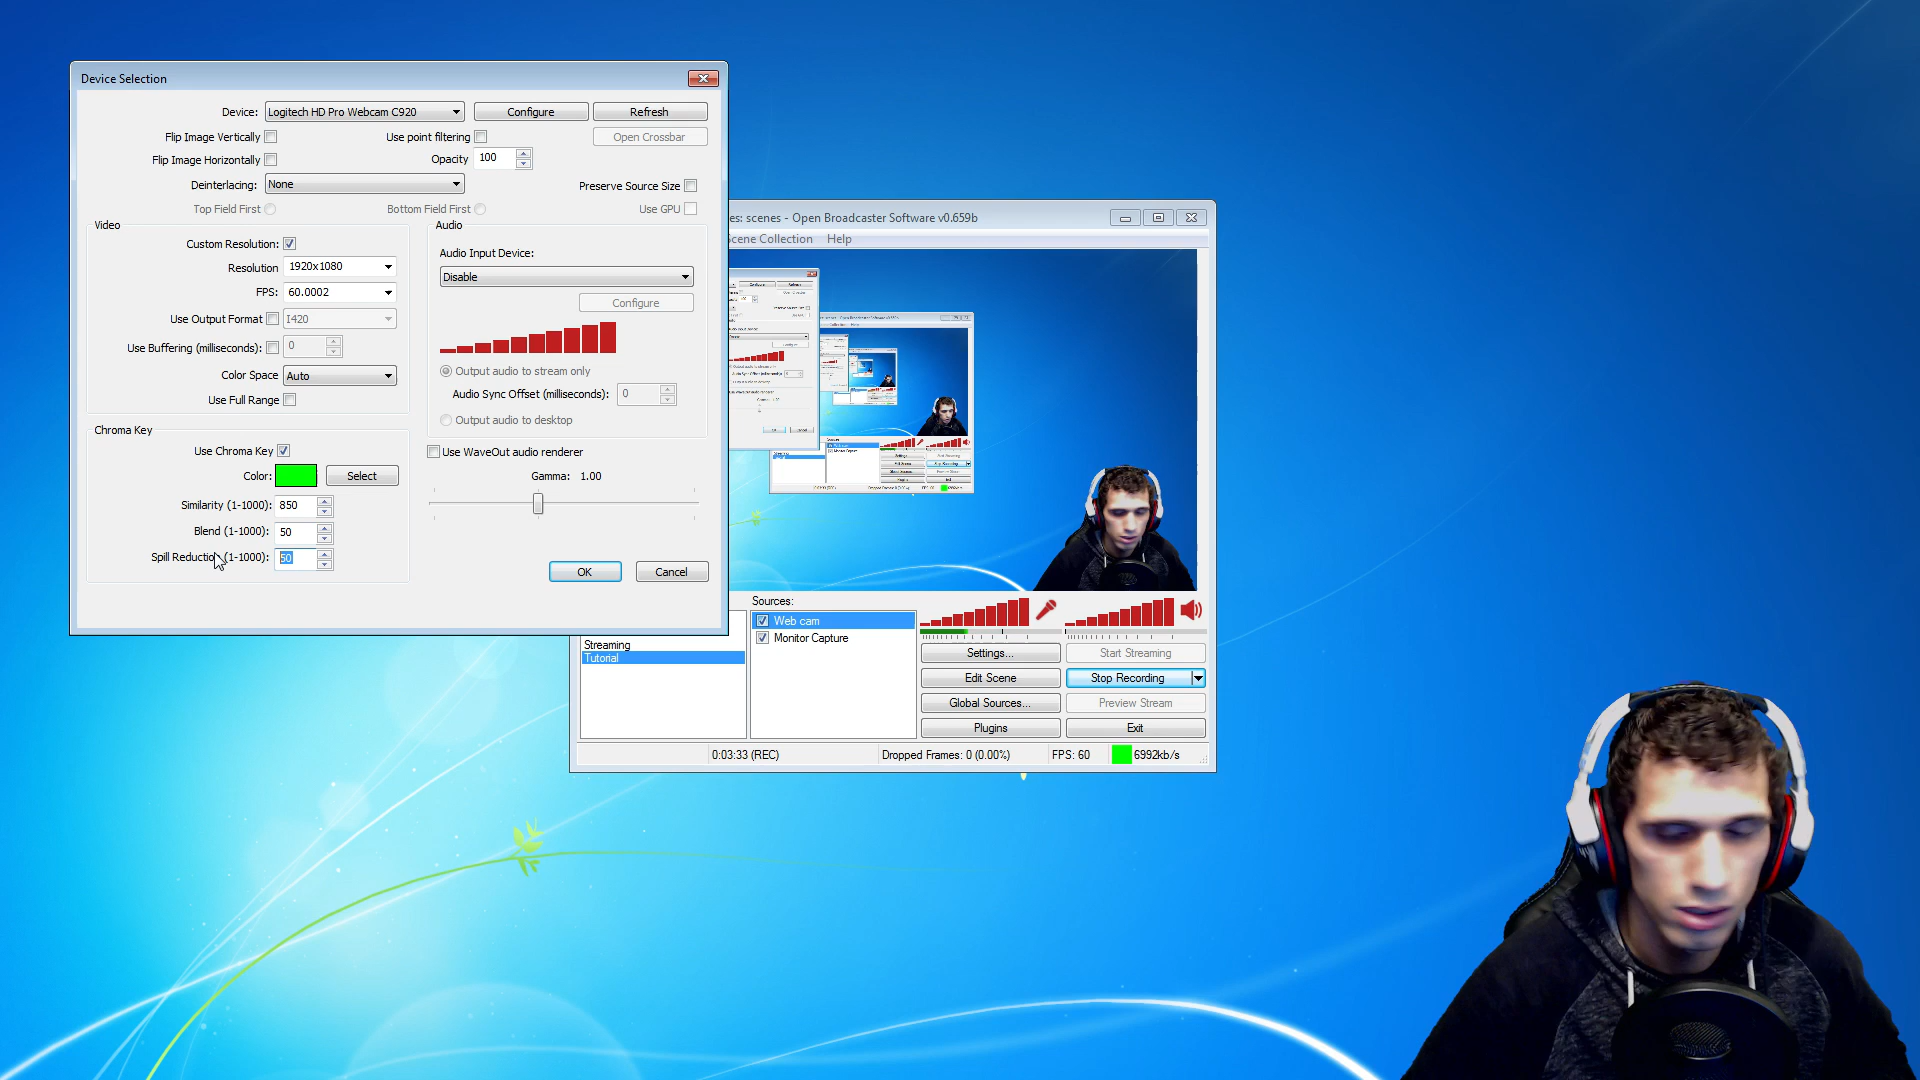 Device Selection
Device: Logitech HD Pro Webcam C920 Configure Refresh
Flip Image Vertically Use point filtering Open Crossbar
Flip Image Horizontally Opacity 100
Deinterlacing: None Preserve Source Size
Top Field First Bottom Field First Use GPU
Video
Custom Resolution:
Resolution 1920x1080
FPS: 60.0002
Use Output Format I420
Use Buffering (milliseconds): 0
Color Space Auto
Use Full Range
Audio
Audio Input Device:
Disable
Configure
Output audio to stream only
Audio Sync Offset (milliseconds): 0
Output audio to desktop
Chroma Key
Use Chroma Key
Color: Select
Similarity (1-1000): 850
Blend (1-1000): 50
Spill Reduction (1-1000): 50
Use WaveOut audio renderer
Gamma: 1.00
OK Cancel
es: scenes - Open Broadcaster Software v0.659b
Scene Collection Help
Sources:
Streaming
Tutorial
Web cam
Monitor Capture
Settings... Start Streaming
Edit Scene Stop Recording
Global Sources... Preview Stream
Plugins Exit
0:03:33 (REC) Dropped Frames: 0 (0.00%) FPS: 60 6992kb/s